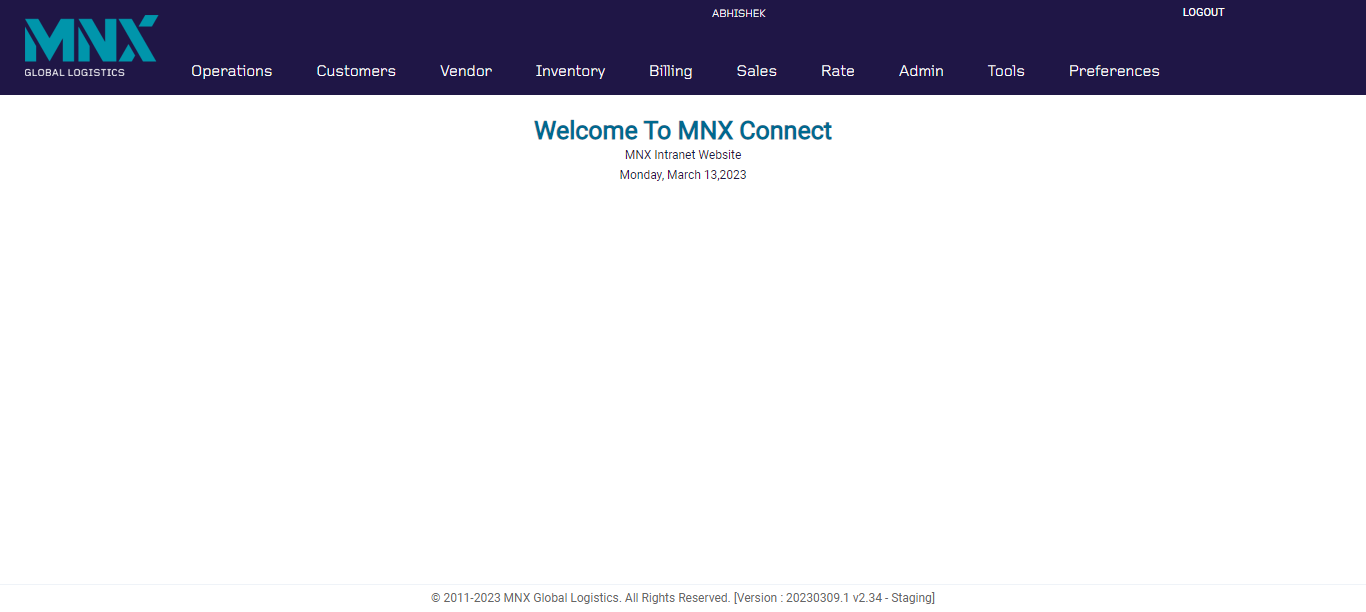 ABHISHEK
LOGOUT
MNX
GLOBAL LOGISTICS
Operations Customers Vendor Inventory Billing Sales Rate Admin Tools Preferences
Welcome To MNX Connect
MNX Intranet Website
Monday, March 13,2023
© 2011-2023 MNX Global Logistics. All Rights Reserved. [Version : 20230309.1 v2.34 - Staging]